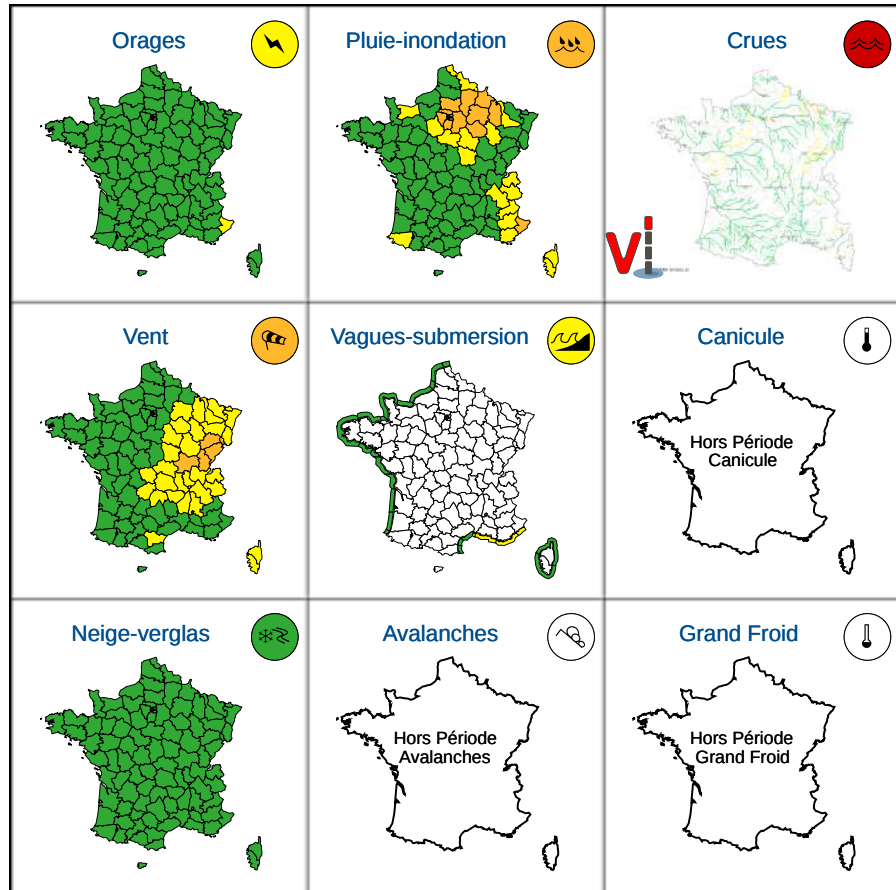 Orages
Pluie-inondation
Crues
Vi
Vent
Vagues-submersion
Canicule
Hors Période
Canicule
Neige-verglas
Avalanches
Grand Froid
Hors Période
Avalanches
Hors Période
Grand Froid